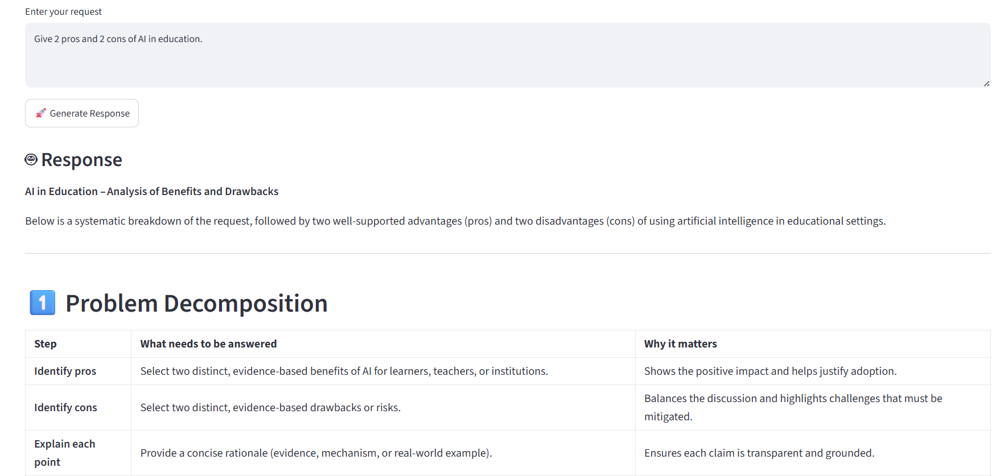 Enter your request
Give 2 pros and 2 cons of AI in education.
🚀 Generate Response
Response
AI in Education – Analysis of Benefits and Drawbacks
Below is a systematic breakdown of the request, followed by two well-supported advantages (pros) and two disadvantages (cons) of using artificial intelligence in educational settings.
1️⃣ Problem Decomposition
Step What needs to be answered Why it matters
Identify pros Select two distinct, evidence-based benefits of AI for learners, teachers, or institutions. Shows the positive impact and helps justify adoption.
Identify cons Select two distinct, evidence-based drawbacks or risks. Balances the discussion and highlights challenges that must be
mitigated.
Explain each
point Provide a concise rationale (evidence, mechanism, or real-world example). Ensures each claim is transparent and grounded.